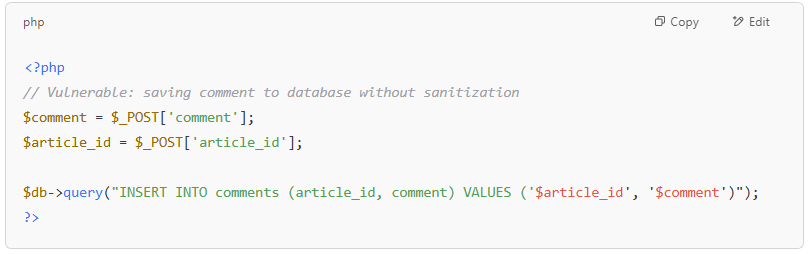 php
Copy
Edit
<?php
// Vulnerable: saving comment to database without sanitization
$comment = $_POST['comment'];
$article_id = $_POST['article_id'];
$db->query("INSERT INTO comments (article_id, comment) VALUES ('$article_id', '$comment')");
?>